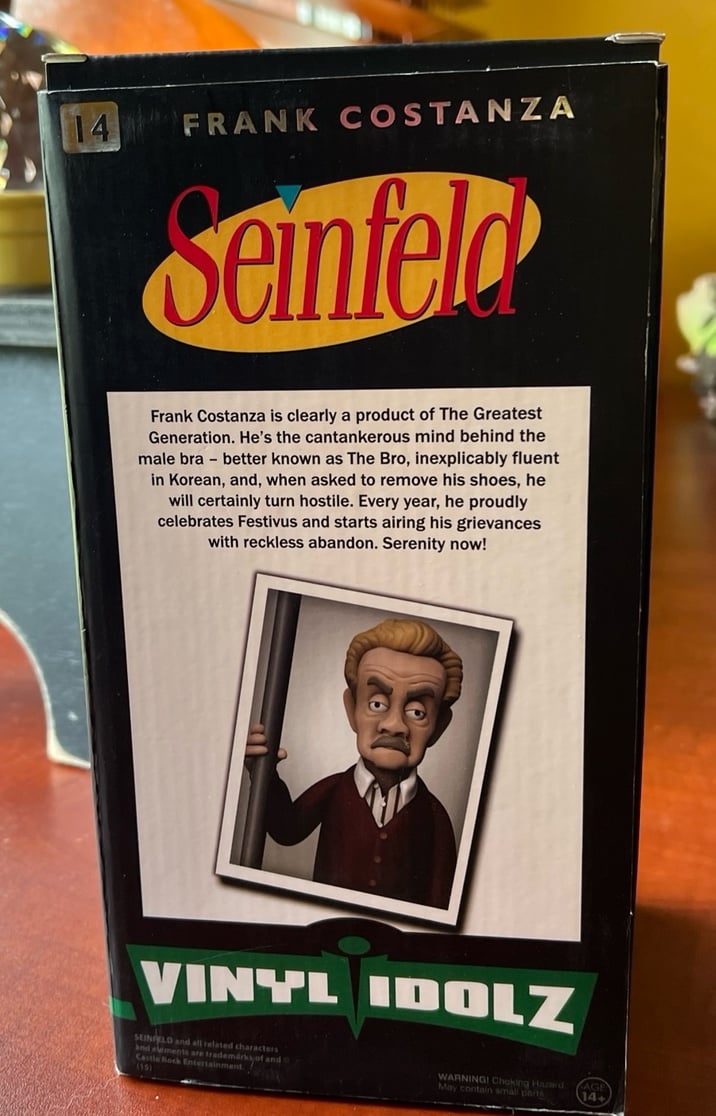 14
FRANK COSTANZA
Seinfeld
Frank Costanza is clearly a product of The Greatest
Generation. He's the cantankerous mind behind the
male bra – better known as The Bro, inexplicably fluent
in Korean, and, when asked to remove his shoes, he
will certainly turn hostile. Every year, he proudly
celebrates Festivus and starts airing his grievances
with reckless abandon. Serenity now!
VINYL IDOLZ
SEINFELD and all related characters
and elements are trademarks of and ©
Castle Rock Entertainment.
(15)
WARNING! Choking Hazard
May contain small parts
AGE
14+